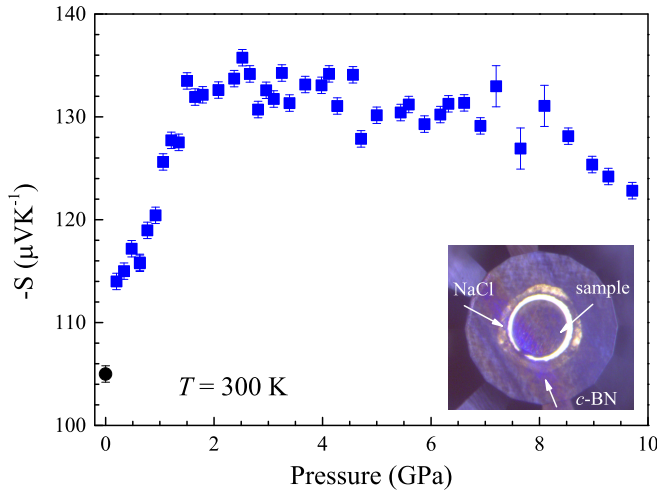 140
130
120
110
100
-S (μVK⁻¹)
0
2
4
6
8
10
Pressure (GPa)
T = 300 K
NaCl
sample
c-BN